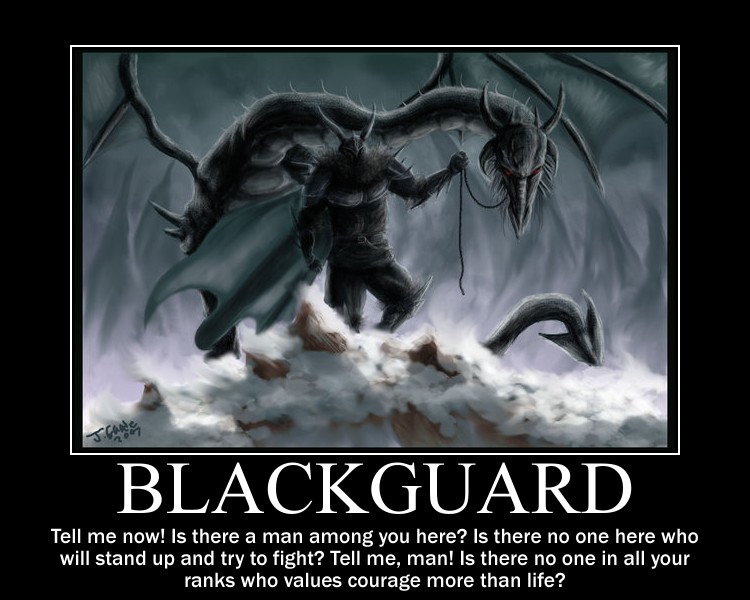 J. GANE
2007
BLACKGUARD
Tell me now! Is there a man among you here? Is there no one here who
will stand up and try to fight? Tell me, man! Is there no one in all your
ranks who values courage more than life?